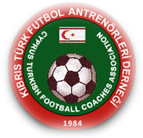 KIBRIS TÜRK FUTBOL ANTRENÖRLERİ DERNEĞİ
CYPRUS TURKISH FOOTBALL COACHES ASSOCIATION
1984